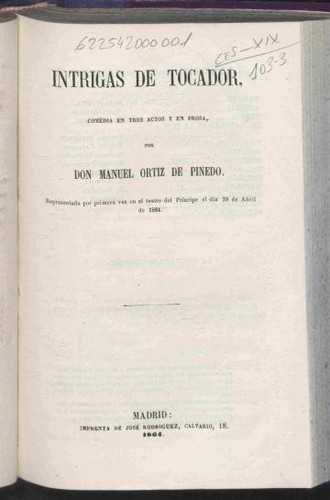 622542000001
CES-XIX
103-3
INTRIGAS DE TOCADOR,
COMEDIA EN TRES ACTOS Y EN PROSA,
POR
DON MANUEL ORTIZ DE PINEDO.
Representada por primera vez en el teatro del Príncipe el dia 28 de Abril
de 1864.
MADRID:
IMPRENTA DE JOSÉ RODRIGUEZ, CALVARIO, 18.
1864.